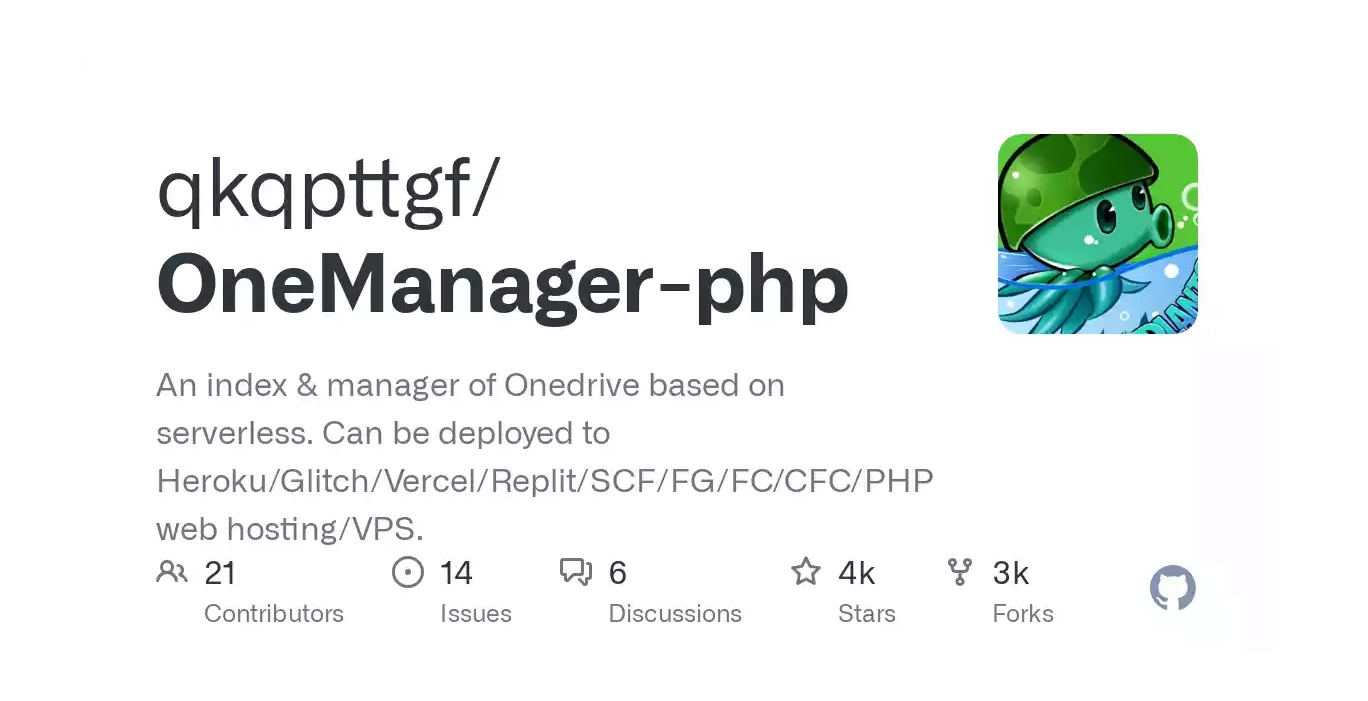 qkqpttgf/
OneManager-php
An index & manager of Onedrive based on
serverless. Can be deployed to
Heroku/Glitch/Vercel/Replit/SCF/FG/FC/CFC/PHP
web hosting/VPS.
21
Contributors
14
Issues
6
Discussions
4k
Stars
3k
Forks